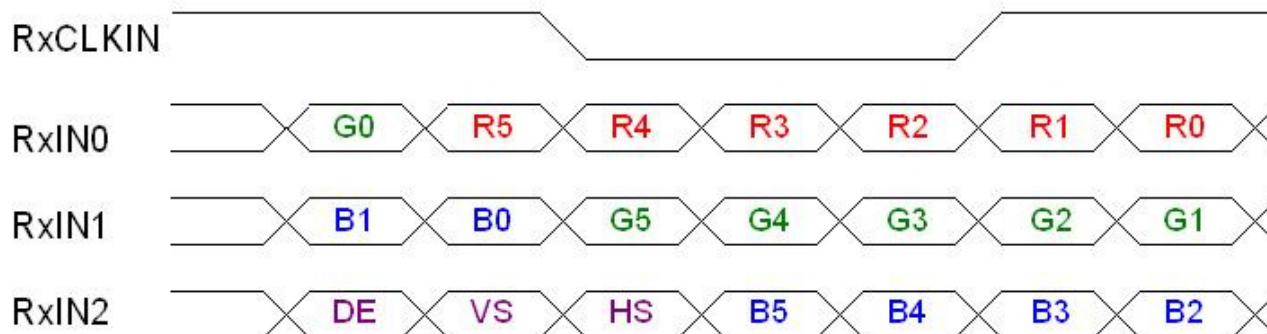 RxCLKIN
RxIN0 G0 R5 R4 R3 R2 R1 R0
RxIN1 B1 B0 G5 G4 G3 G2 G1
RxIN2 DE VS HS B5 B4 B3 B2